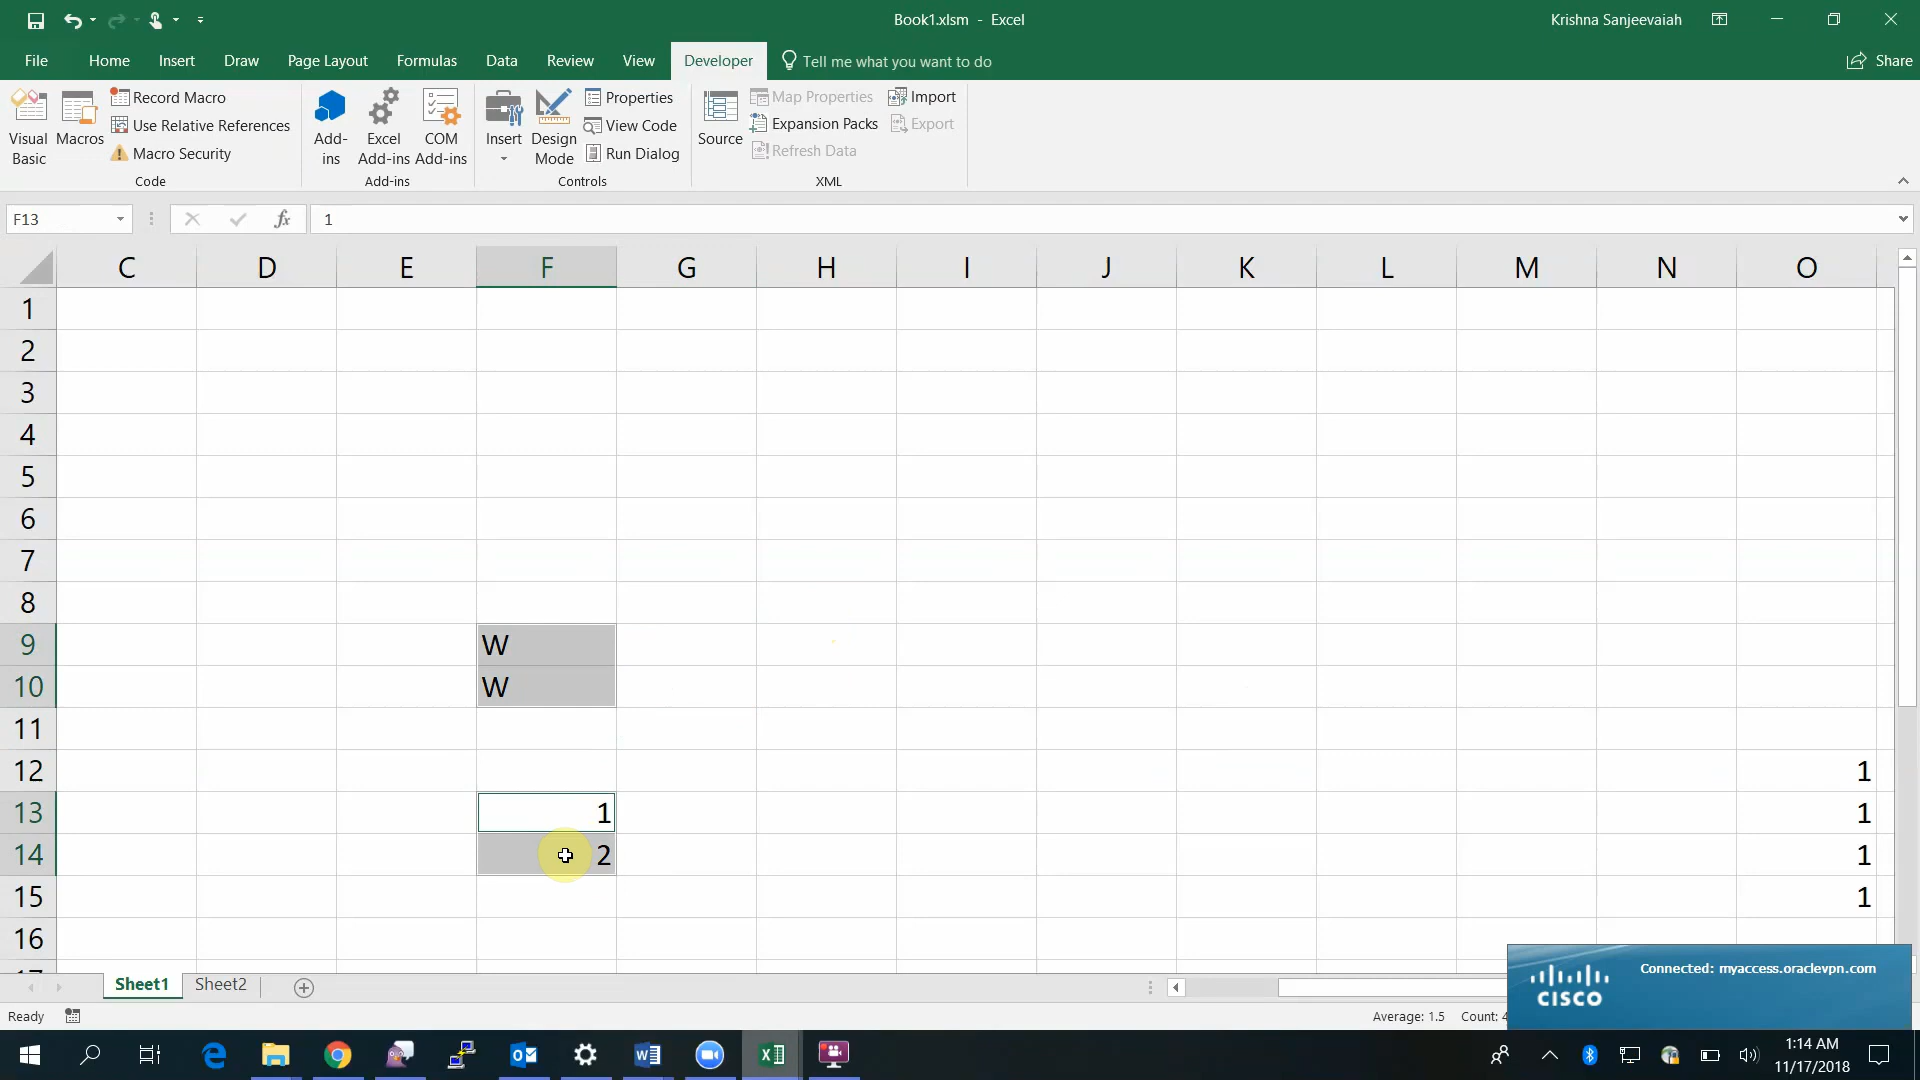 Book1.xlsm - Excel
Krishna Sanjeevaiah
File Home Insert Draw Page Layout Formulas Data Review View Developer Tell me what you want to do Share
Visual Basic
Macros
Record Macro
Use Relative References
Macro Security
Code
Add-ins
Excel Add-ins
COM Add-ins
Add-ins
Insert
Design Mode
Properties
View Code
Run Dialog
Controls
Source
Map Properties
Expansion Packs
Refresh Data
Import
Export
XML
F13 fx 1
C D E F G H I J K L M N O
1
2
3
4
5
6
7
8
9 W
10 W
11
12 1
13 1 1
14 2 1
15 1
16
Sheet1 Sheet2
Connected: myaccess.oraclevpn.com
CISCO
Ready
Average: 1.5 Count: 4
1:14 AM
11/17/2018